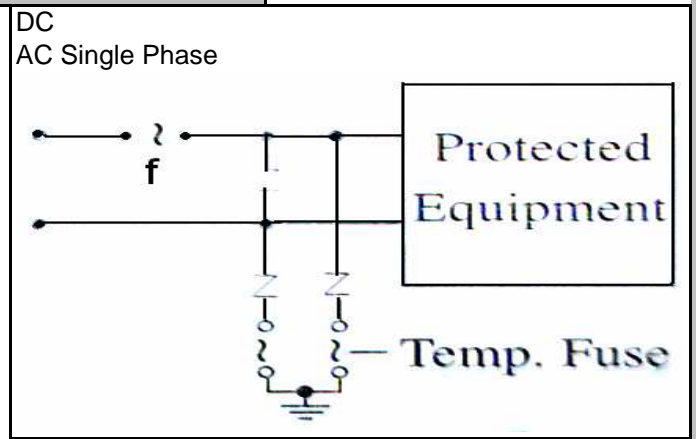 DC
AC Single Phase
f
Protected
Equipment
Temp. Fuse